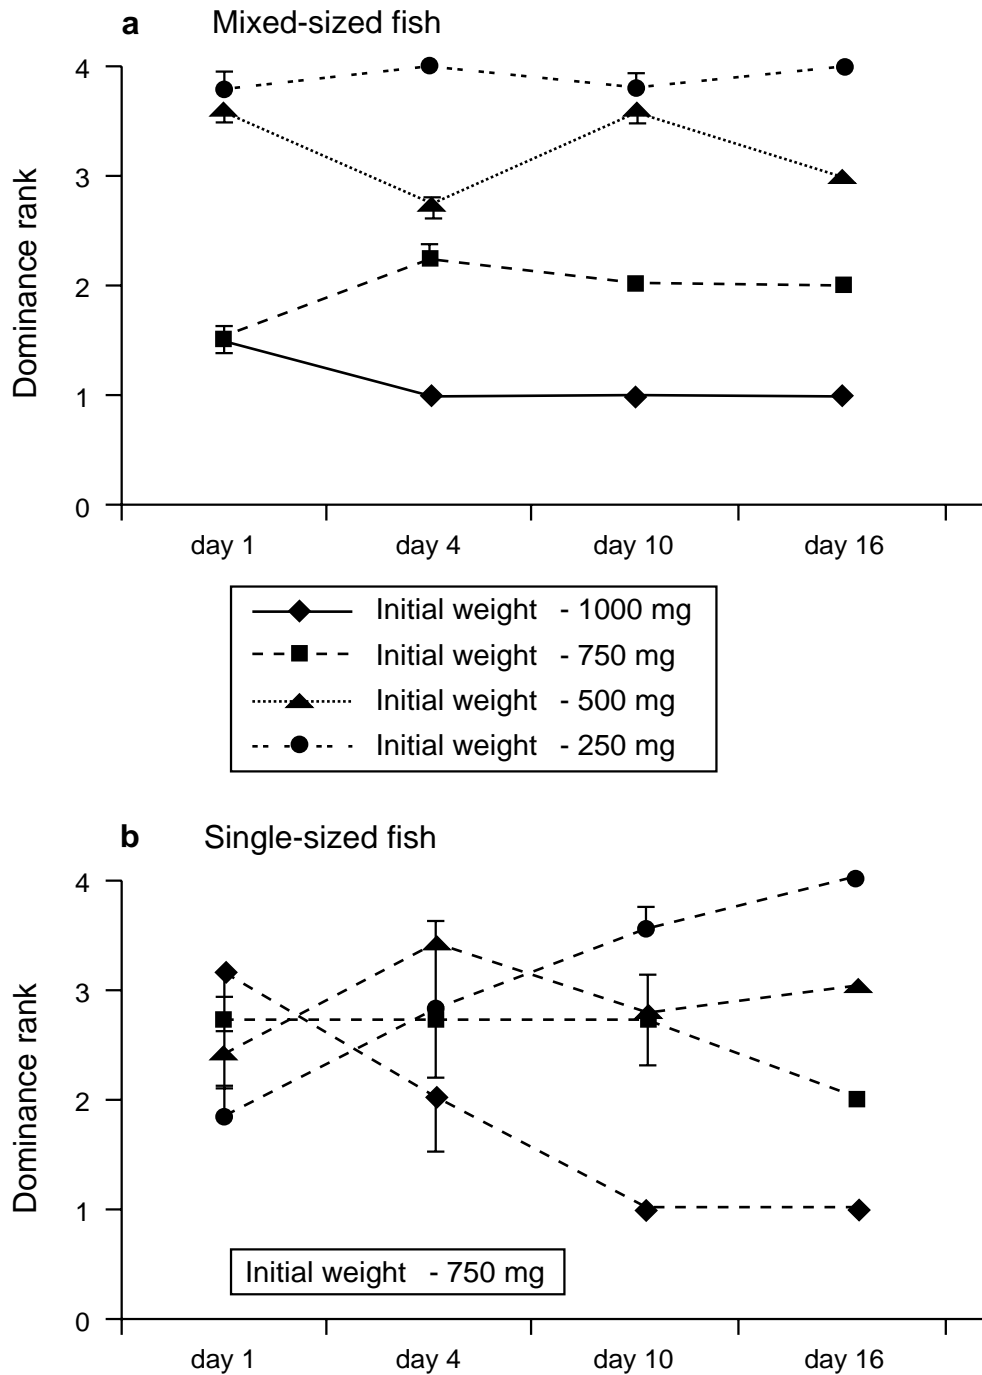 a Mixed-sized fish
4
3
2
1
0
Dominance rank
day 1 day 4 day 10 day 16
Initial weight - 1000 mg
Initial weight - 750 mg
Initial weight - 500 mg
Initial weight - 250 mg
b Single-sized fish
4
3
2
1
0
Dominance rank
Initial weight - 750 mg
day 1 day 4 day 10 day 16